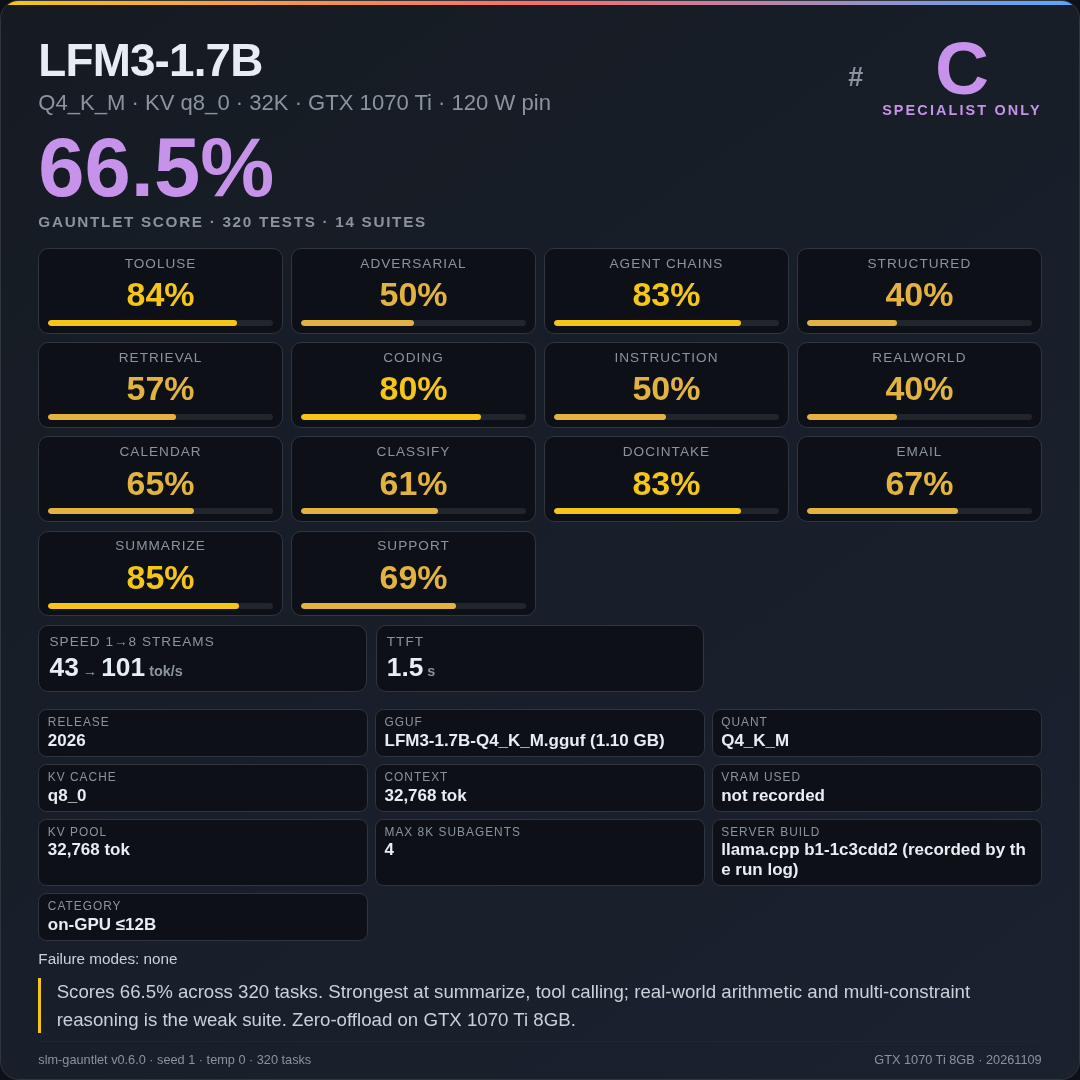 LFM3-1.7B
Q4_K_M · KV q8_0 · 32K · GTX 1070 Ti · 120 W pin
# C
SPECIALIST ONLY
66.5%
GAUNTLET SCORE · 320 TESTS · 14 SUITES
TOOLUSE
84%
ADVERSARIAL
50%
AGENT CHAINS
83%
STRUCTURED
40%
RETRIEVAL
57%
CODING
80%
INSTRUCTION
50%
REALWORLD
40%
CALENDAR
65%
CLASSIFY
61%
DOCINTAKE
83%
EMAIL
67%
SUMMARIZE
85%
SUPPORT
69%
SPEED 1→8 STREAMS
43 → 101 tok/s
TTFT
1.5 s
RELEASE
2026
GGUF
LFM3-1.7B-Q4_K_M.gguf (1.10 GB)
QUANT
Q4_K_M
KV CACHE
q8_0
CONTEXT
32,768 tok
VRAM USED
not recorded
KV POOL
32,768 tok
MAX 8K SUBAGENTS
4
SERVER BUILD
llama.cpp b1-1c3cdd2 (recorded by th
e run log)
CATEGORY
on-GPU ≤12B
Failure modes: none
Scores 66.5% across 320 tasks. Strongest at summarize, tool calling; real-world arithmetic and multi-constraint
reasoning is the weak suite. Zero-offload on GTX 1070 Ti 8GB.
slm-gauntlet v0.6.0 · seed 1 · temp 0 · 320 tasks
GTX 1070 Ti 8GB · 20261109